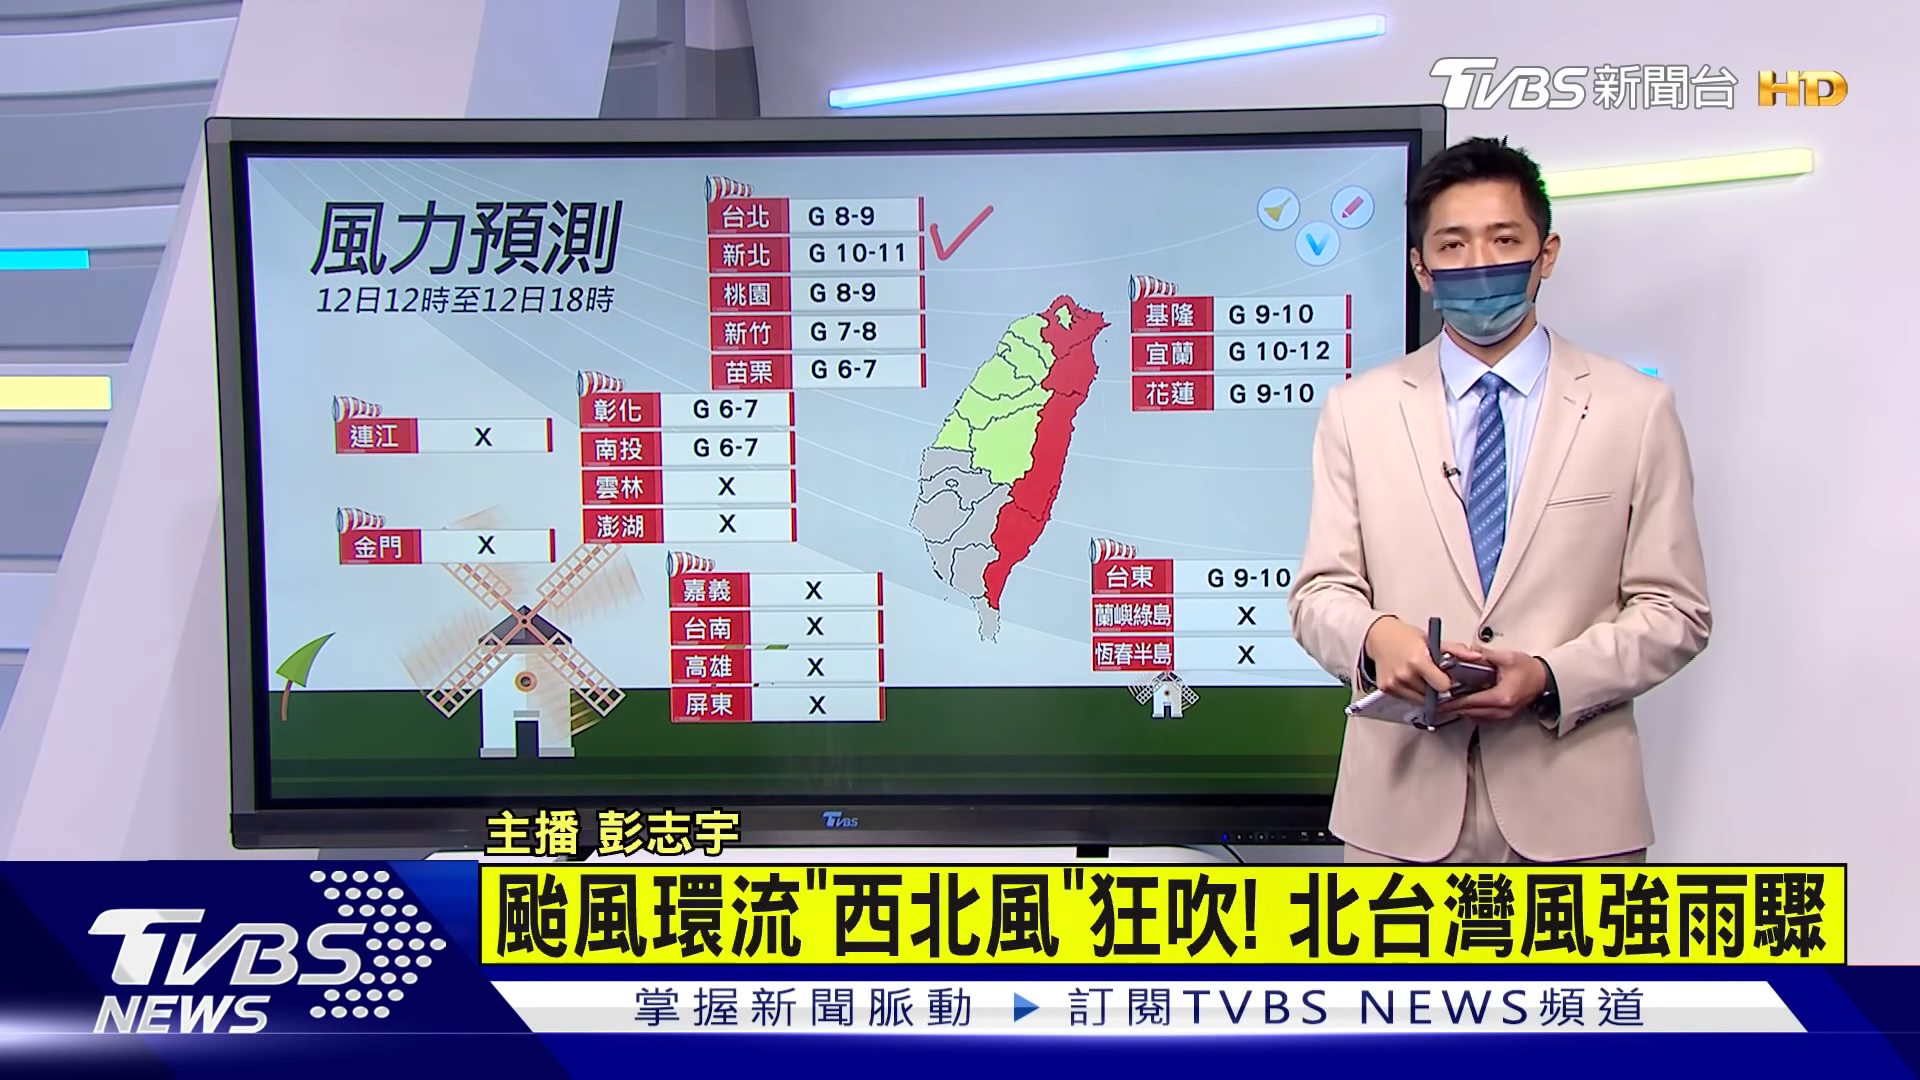 TVBS新聞台 HD
風力預測
12日12時至12日18時
台北 G 8-9
新北 G 10-11
桃園 G 8-9
新竹 G 7-8
苗栗 G 6-7
基隆 G 9-10
宜蘭 G 10-12
花蓮 G 9-10
連江 X
金門 X
彰化 G 6-7
南投 G 6-7
雲林 X
澎湖 X
嘉義 X
台南 X
高雄 X
屏東 X
台東 G 9-10
蘭嶼綠島 X
恆春半島 X
TVBS
主播 彭志宇
颱風環流"西北風"狂吹! 北台灣風強雨驟
TVBS NEWS
掌握新聞脈動 ▶ 訂閱TVBS NEWS頻道